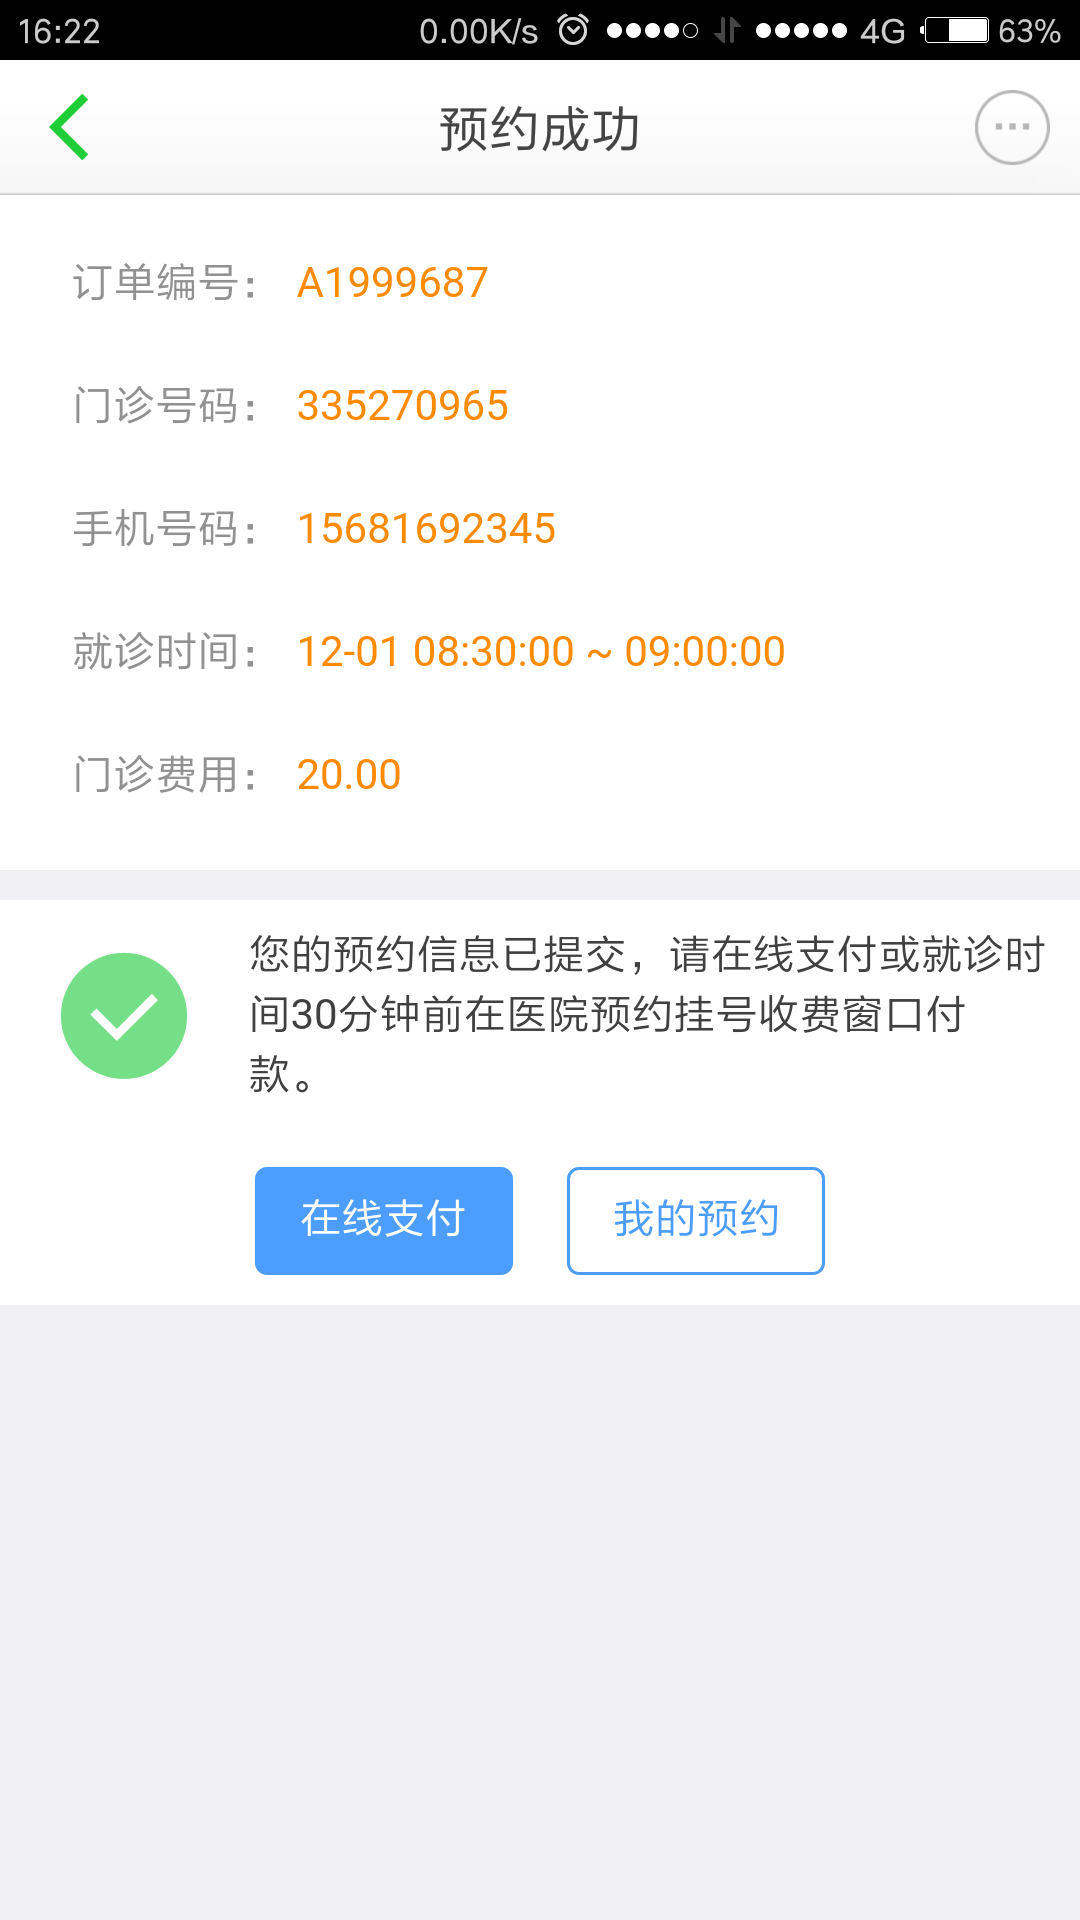 16:22 0.00K/s 4G 63%
预约成功
订单编号： A1999687
门诊号码： 335270965
手机号码： 15681692345
就诊时间： 12-01 08:30:00 ~ 09:00:00
门诊费用： 20.00
您的预约信息已提交，请在线支付或就诊时
间30分钟前在医院预约挂号收费窗口付
款。
在线支付 我的预约